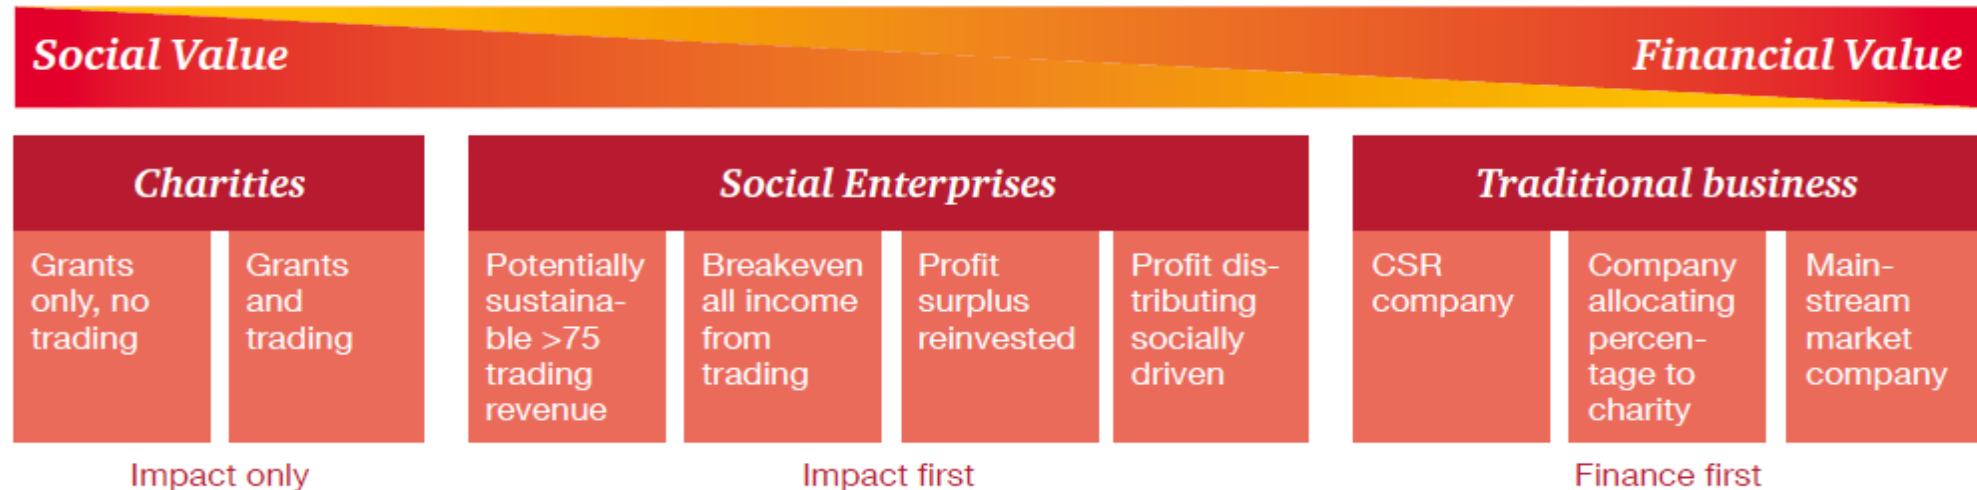 Social Value
Financial Value
Charities
Grants
only, no
trading
Grants
and
trading
Impact only
Social Enterprises
Potentially
sustaina-
ble >75
trading
revenue
Breakeven
all income
from
trading
Profit
surplus
reinvested
Profit dis-
tributing
socially
driven
Impact first
Traditional business
CSR
company
Company
allocating
percen-
tage to
charity
Main-
stream
market
company
Finance first